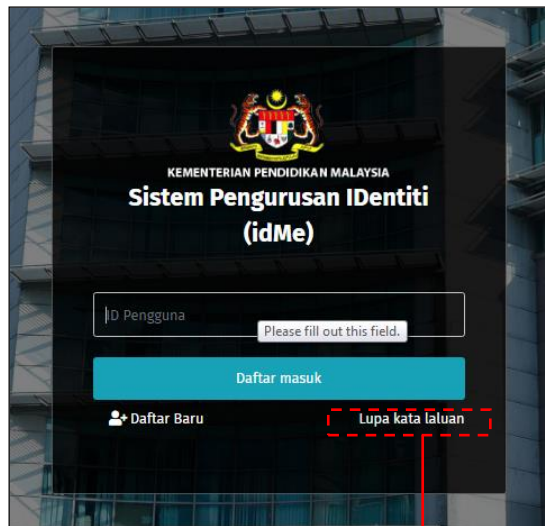 KEMENTERIAN PENDIDIKAN MALAYSIA
Sistem Pengurusan IDentiti
(idMe)
ID Pengguna
Please fill out this field.
Daftar masuk
Daftar Baru
Lupa kata laluan